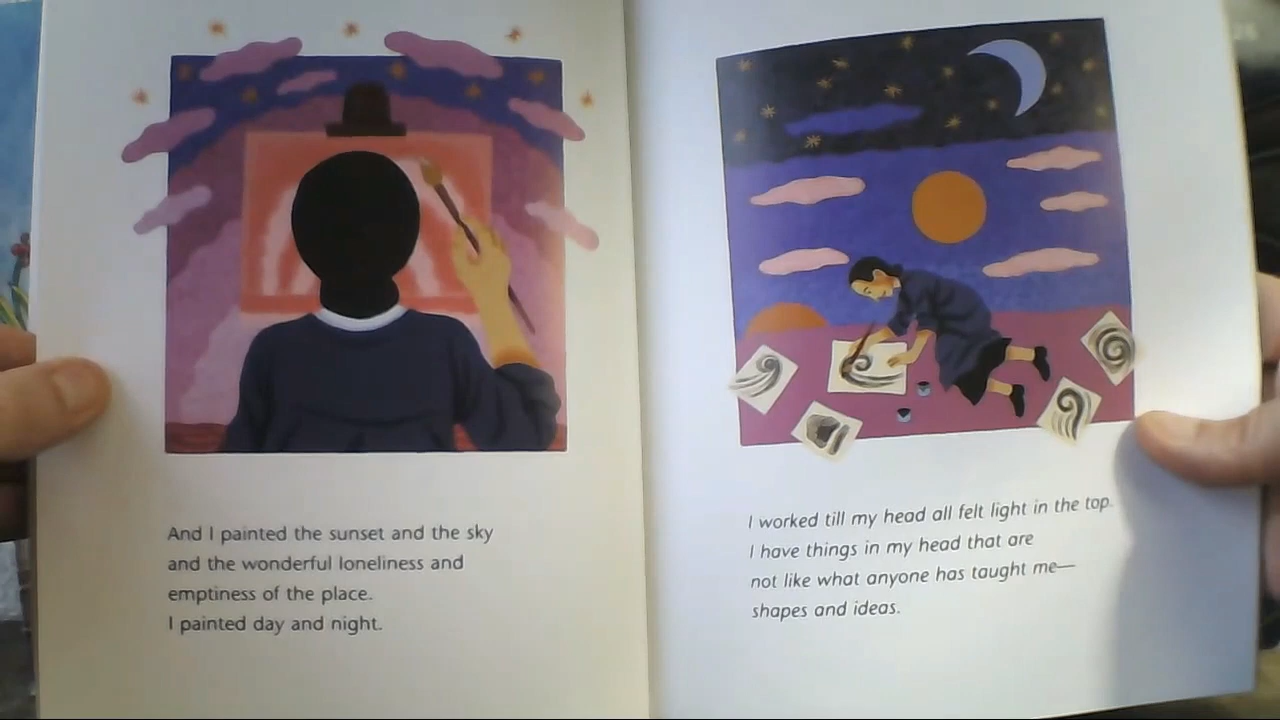 And I painted the sunset and the sky
and the wonderful loneliness and
emptiness of the place.
I painted day and night.
I worked till my head all felt light in the top.
I have things in my head that are
not like what anyone has taught me—
shapes and ideas.